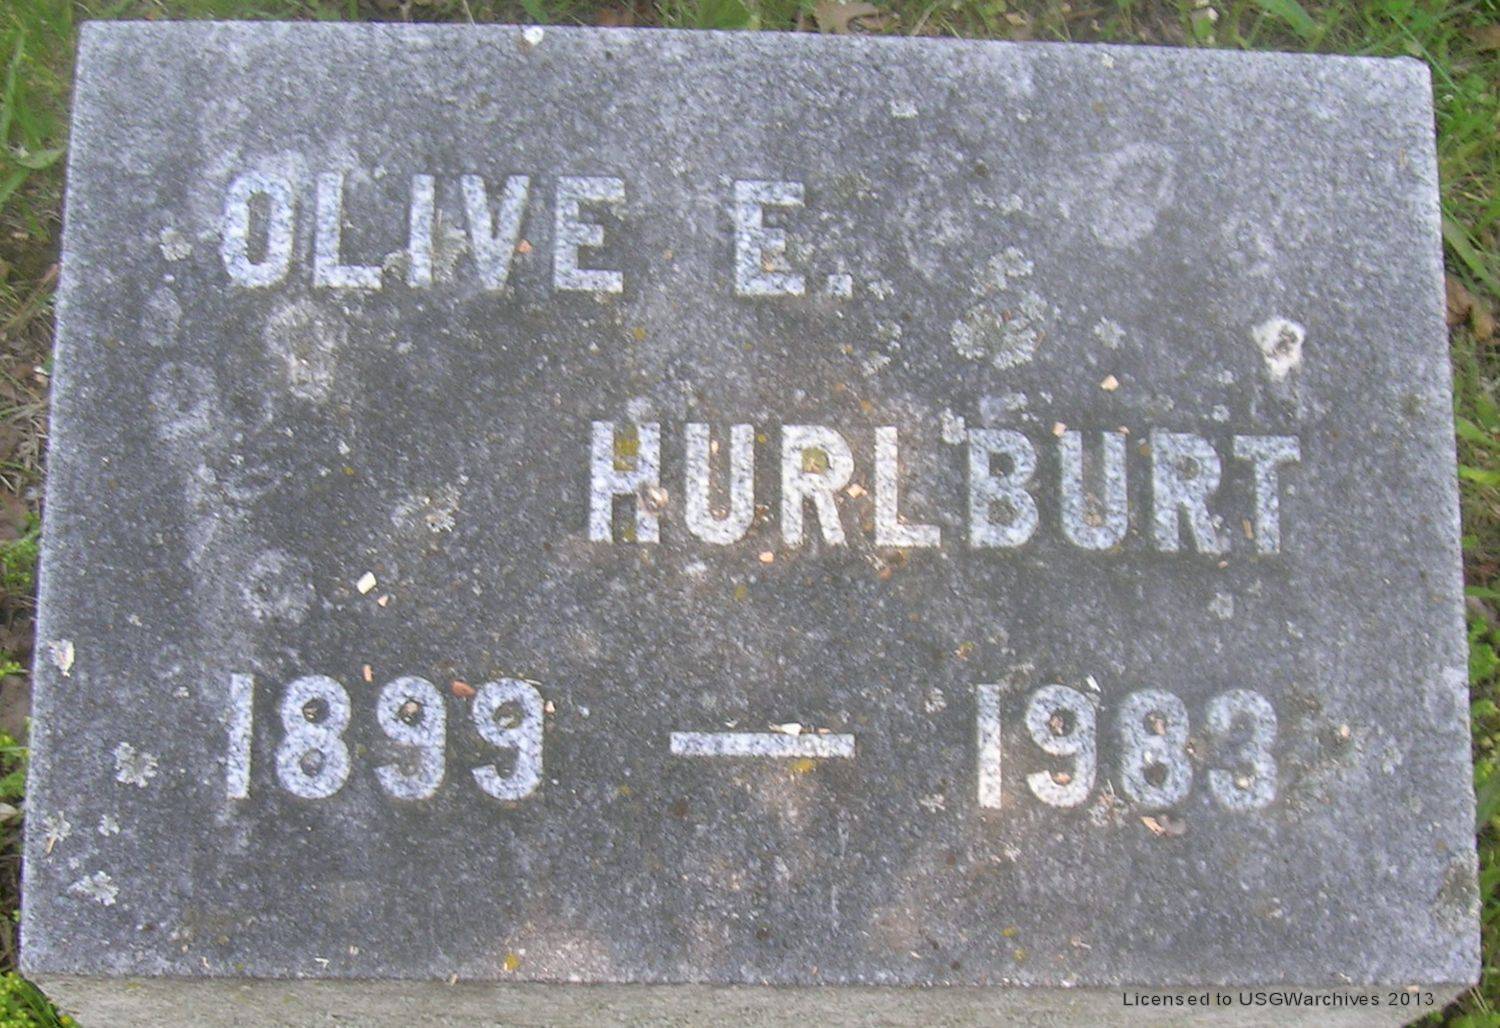 OLIVE E.
HURLBURT
1899 — 1983
Licensed to USGWarchives 2013